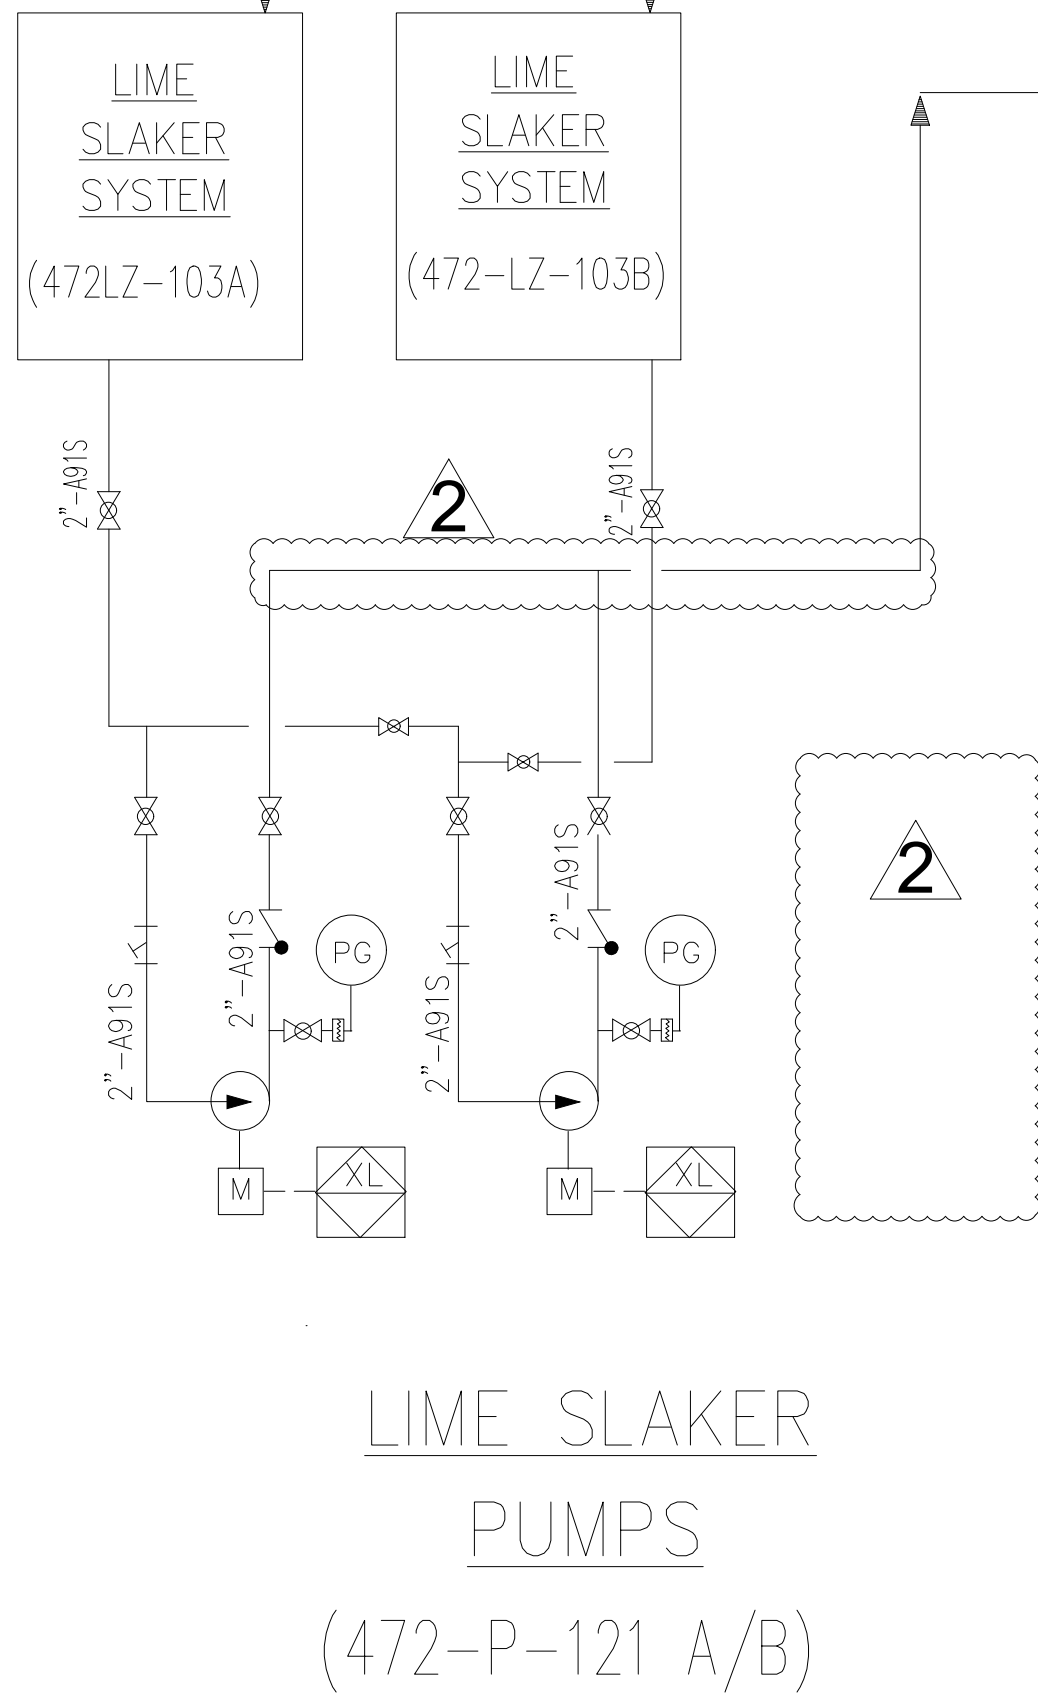 LIME
SLAKER
SYSTEM
(472LZ-103A)
LIME
SLAKER
SYSTEM
(472-LZ-103B)
2"-A91S
2"-A91S
2
2
2"-A91S
2"-A91S
2"-A91S
2"-A91S
PG
PG
M
XL
M
XL
LIME SLAKER
PUMPS
(472-P-121 A/B)